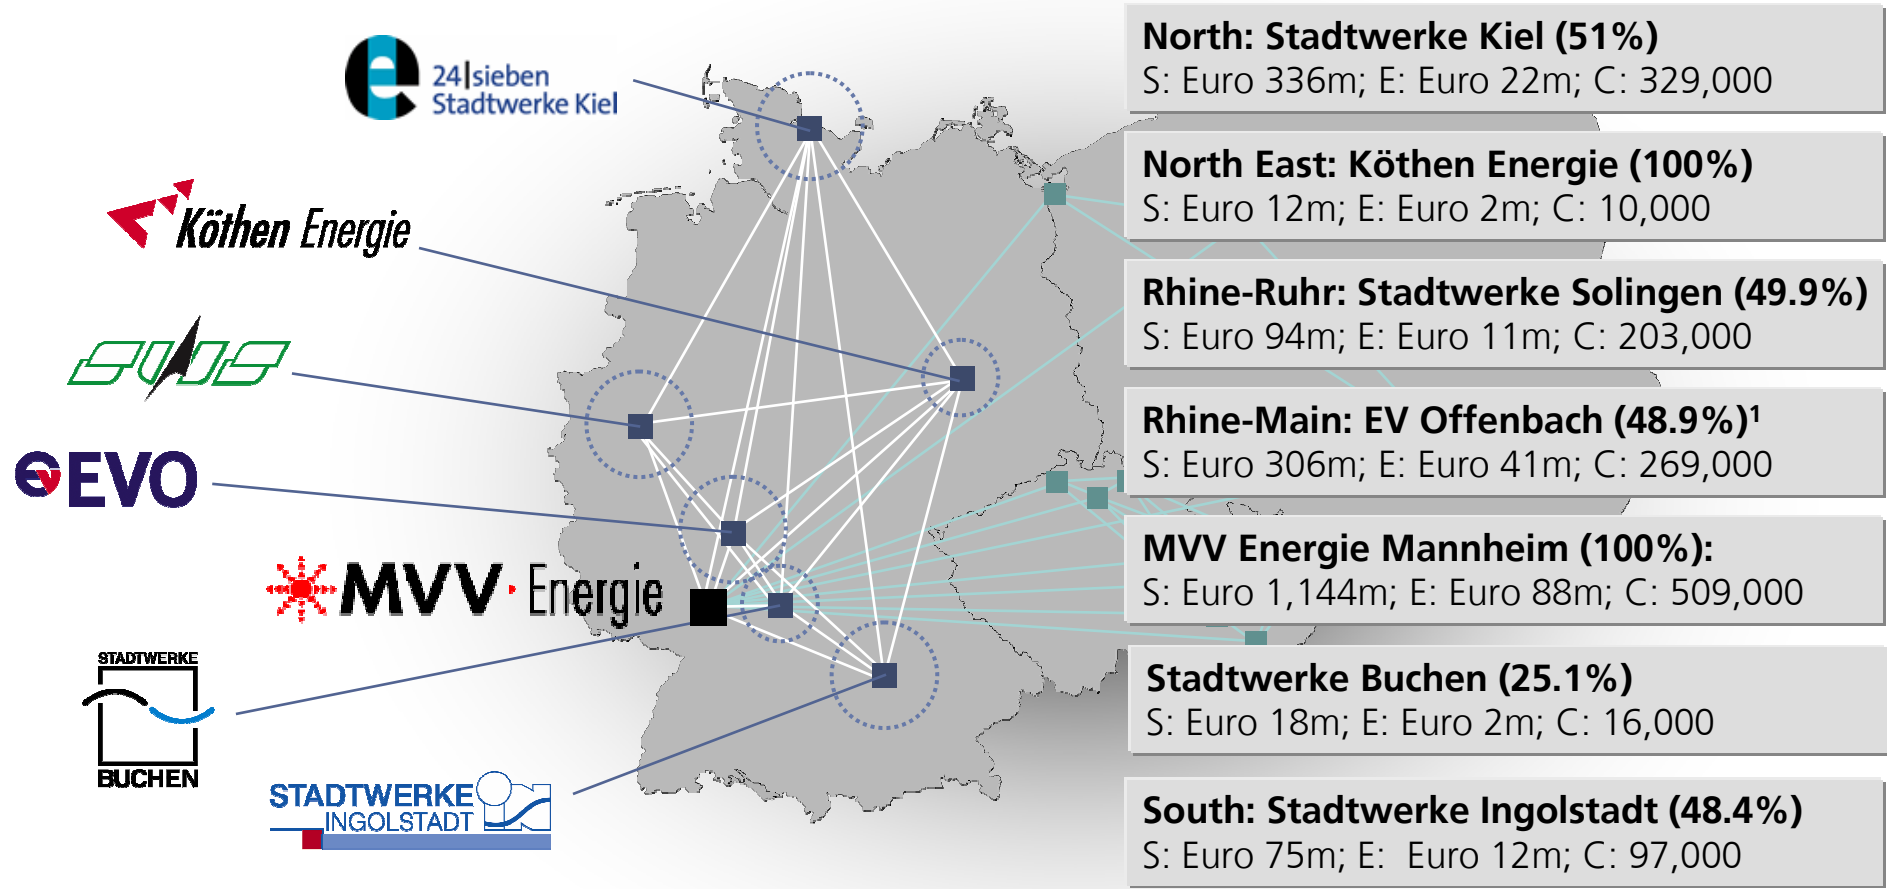 24|sieben
Stadtwerke Kiel
Köthen Energie
SWS
EVO
MVV Energie
STADTWERKE
BUCHEN
STADTWERKE
INGOLSTADT
North: Stadtwerke Kiel (51%)
S: Euro 336m; E: Euro 22m; C: 329,000
North East: Köthen Energie (100%)
S: Euro 12m; E: Euro 2m; C: 10,000
Rhine-Ruhr: Stadtwerke Solingen (49.9%)
S: Euro 94m; E: Euro 11m; C: 203,000
Rhine-Main: EV Offenbach (48.9%)¹
S: Euro 306m; E: Euro 41m; C: 269,000
MVV Energie Mannheim (100%):
S: Euro 1,144m; E: Euro 88m; C: 509,000
Stadtwerke Buchen (25.1%)
S: Euro 18m; E: Euro 2m; C: 16,000
South: Stadtwerke Ingolstadt (48.4%)
S: Euro 75m; E:  Euro 12m; C: 97,000